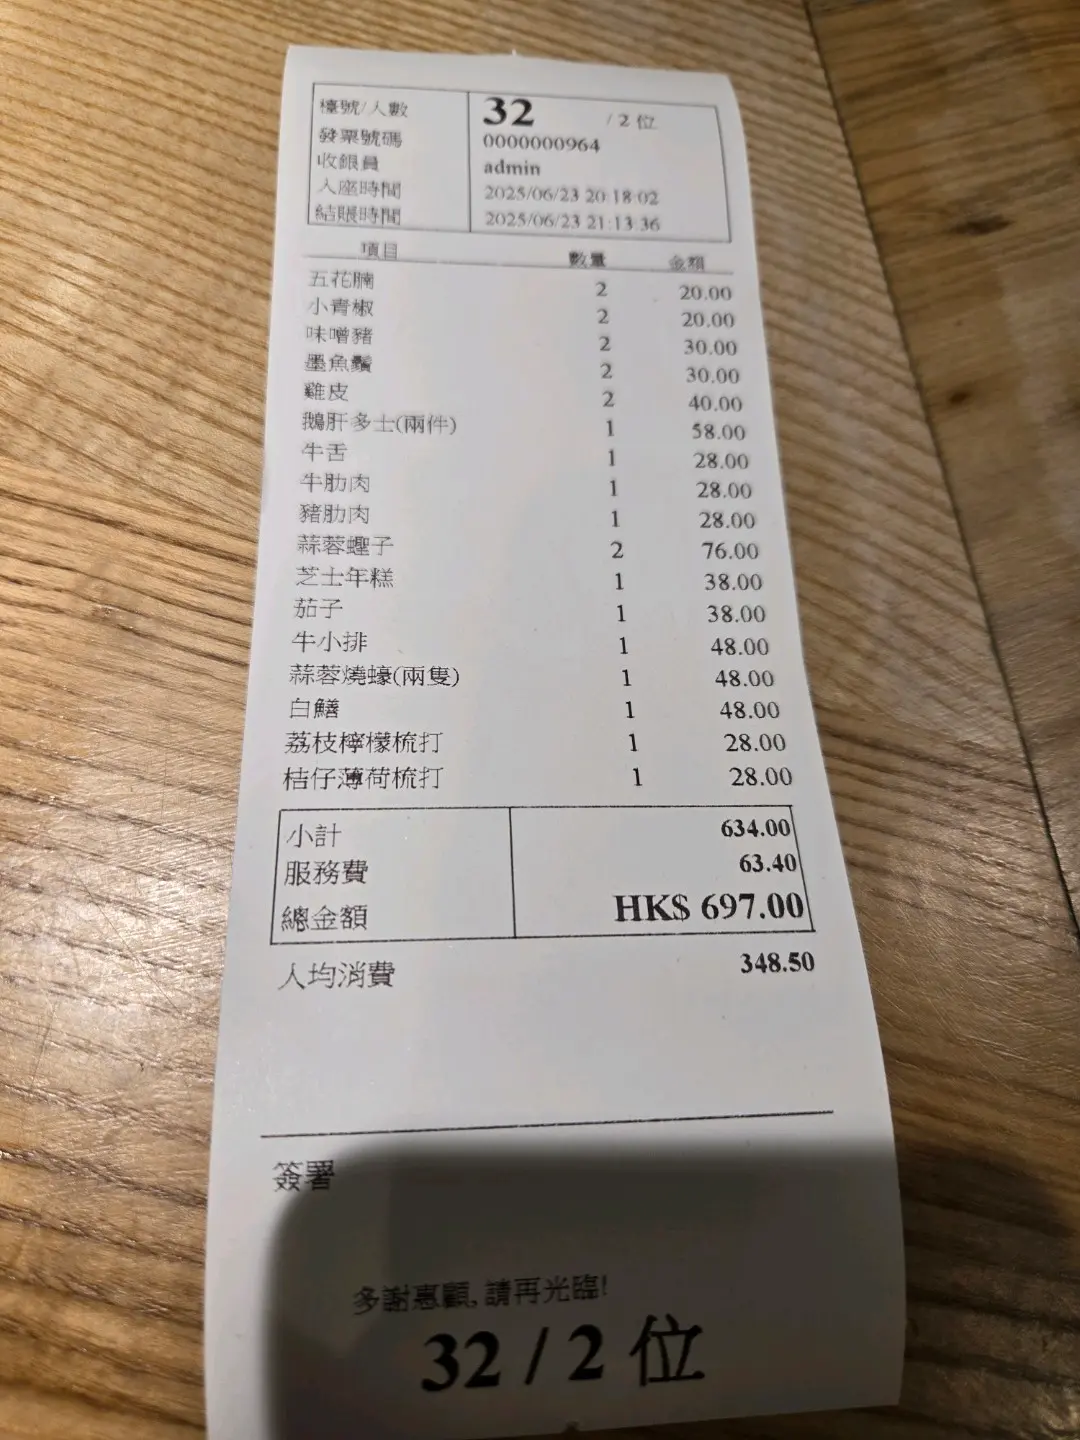 檯號/人數 32 / 2 位
發票號碼 0000000964
收銀員 admin
入座時間 2025/06/23 20:18:02
結賬時間 2025/06/23 21:13:36
項目 數量 金額
五花腩 2 20.00
小青椒 2 20.00
味噌豬 2 30.00
墨魚鬚 2 30.00
雞皮 2 40.00
鵝肝多士(兩件) 1 58.00
牛舌 1 28.00
牛肋肉 1 28.00
豬肋肉 1 28.00
蒜蓉蟶子 2 76.00
芝士年糕 1 38.00
茄子 1 38.00
牛小排 1 48.00
蒜蓉燒蠔(兩隻) 1 48.00
白鱔 1 48.00
荔枝檸檬梳打 1 28.00
桔仔薄荷梳打 1 28.00
小計 634.00
服務費 63.40
總金額 HK$ 697.00
人均消費 348.50
簽署
多謝惠顧,請再光臨!
32 / 2 位